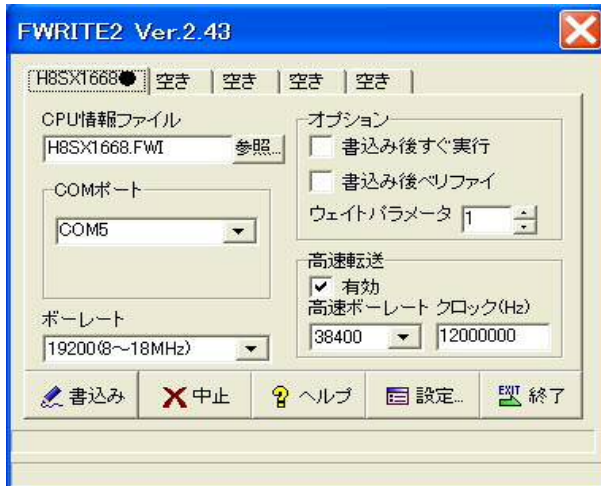 FWRITE2 Ver.2.43
H8SX1668● 空き 空き 空き 空き
CPU情報ファイル
H8SX1668.FWI 参照...
COMポート
COM5
ボーレート
19200(8～18MHz)
オプション
書込み後すぐ実行
書込み後ベリファイ
ウェイトパラメータ 1
高速転送
有効
高速ボーレート クロック(Hz)
38400 12000000
書込み 中止 ヘルプ 設定... EXIT 終了